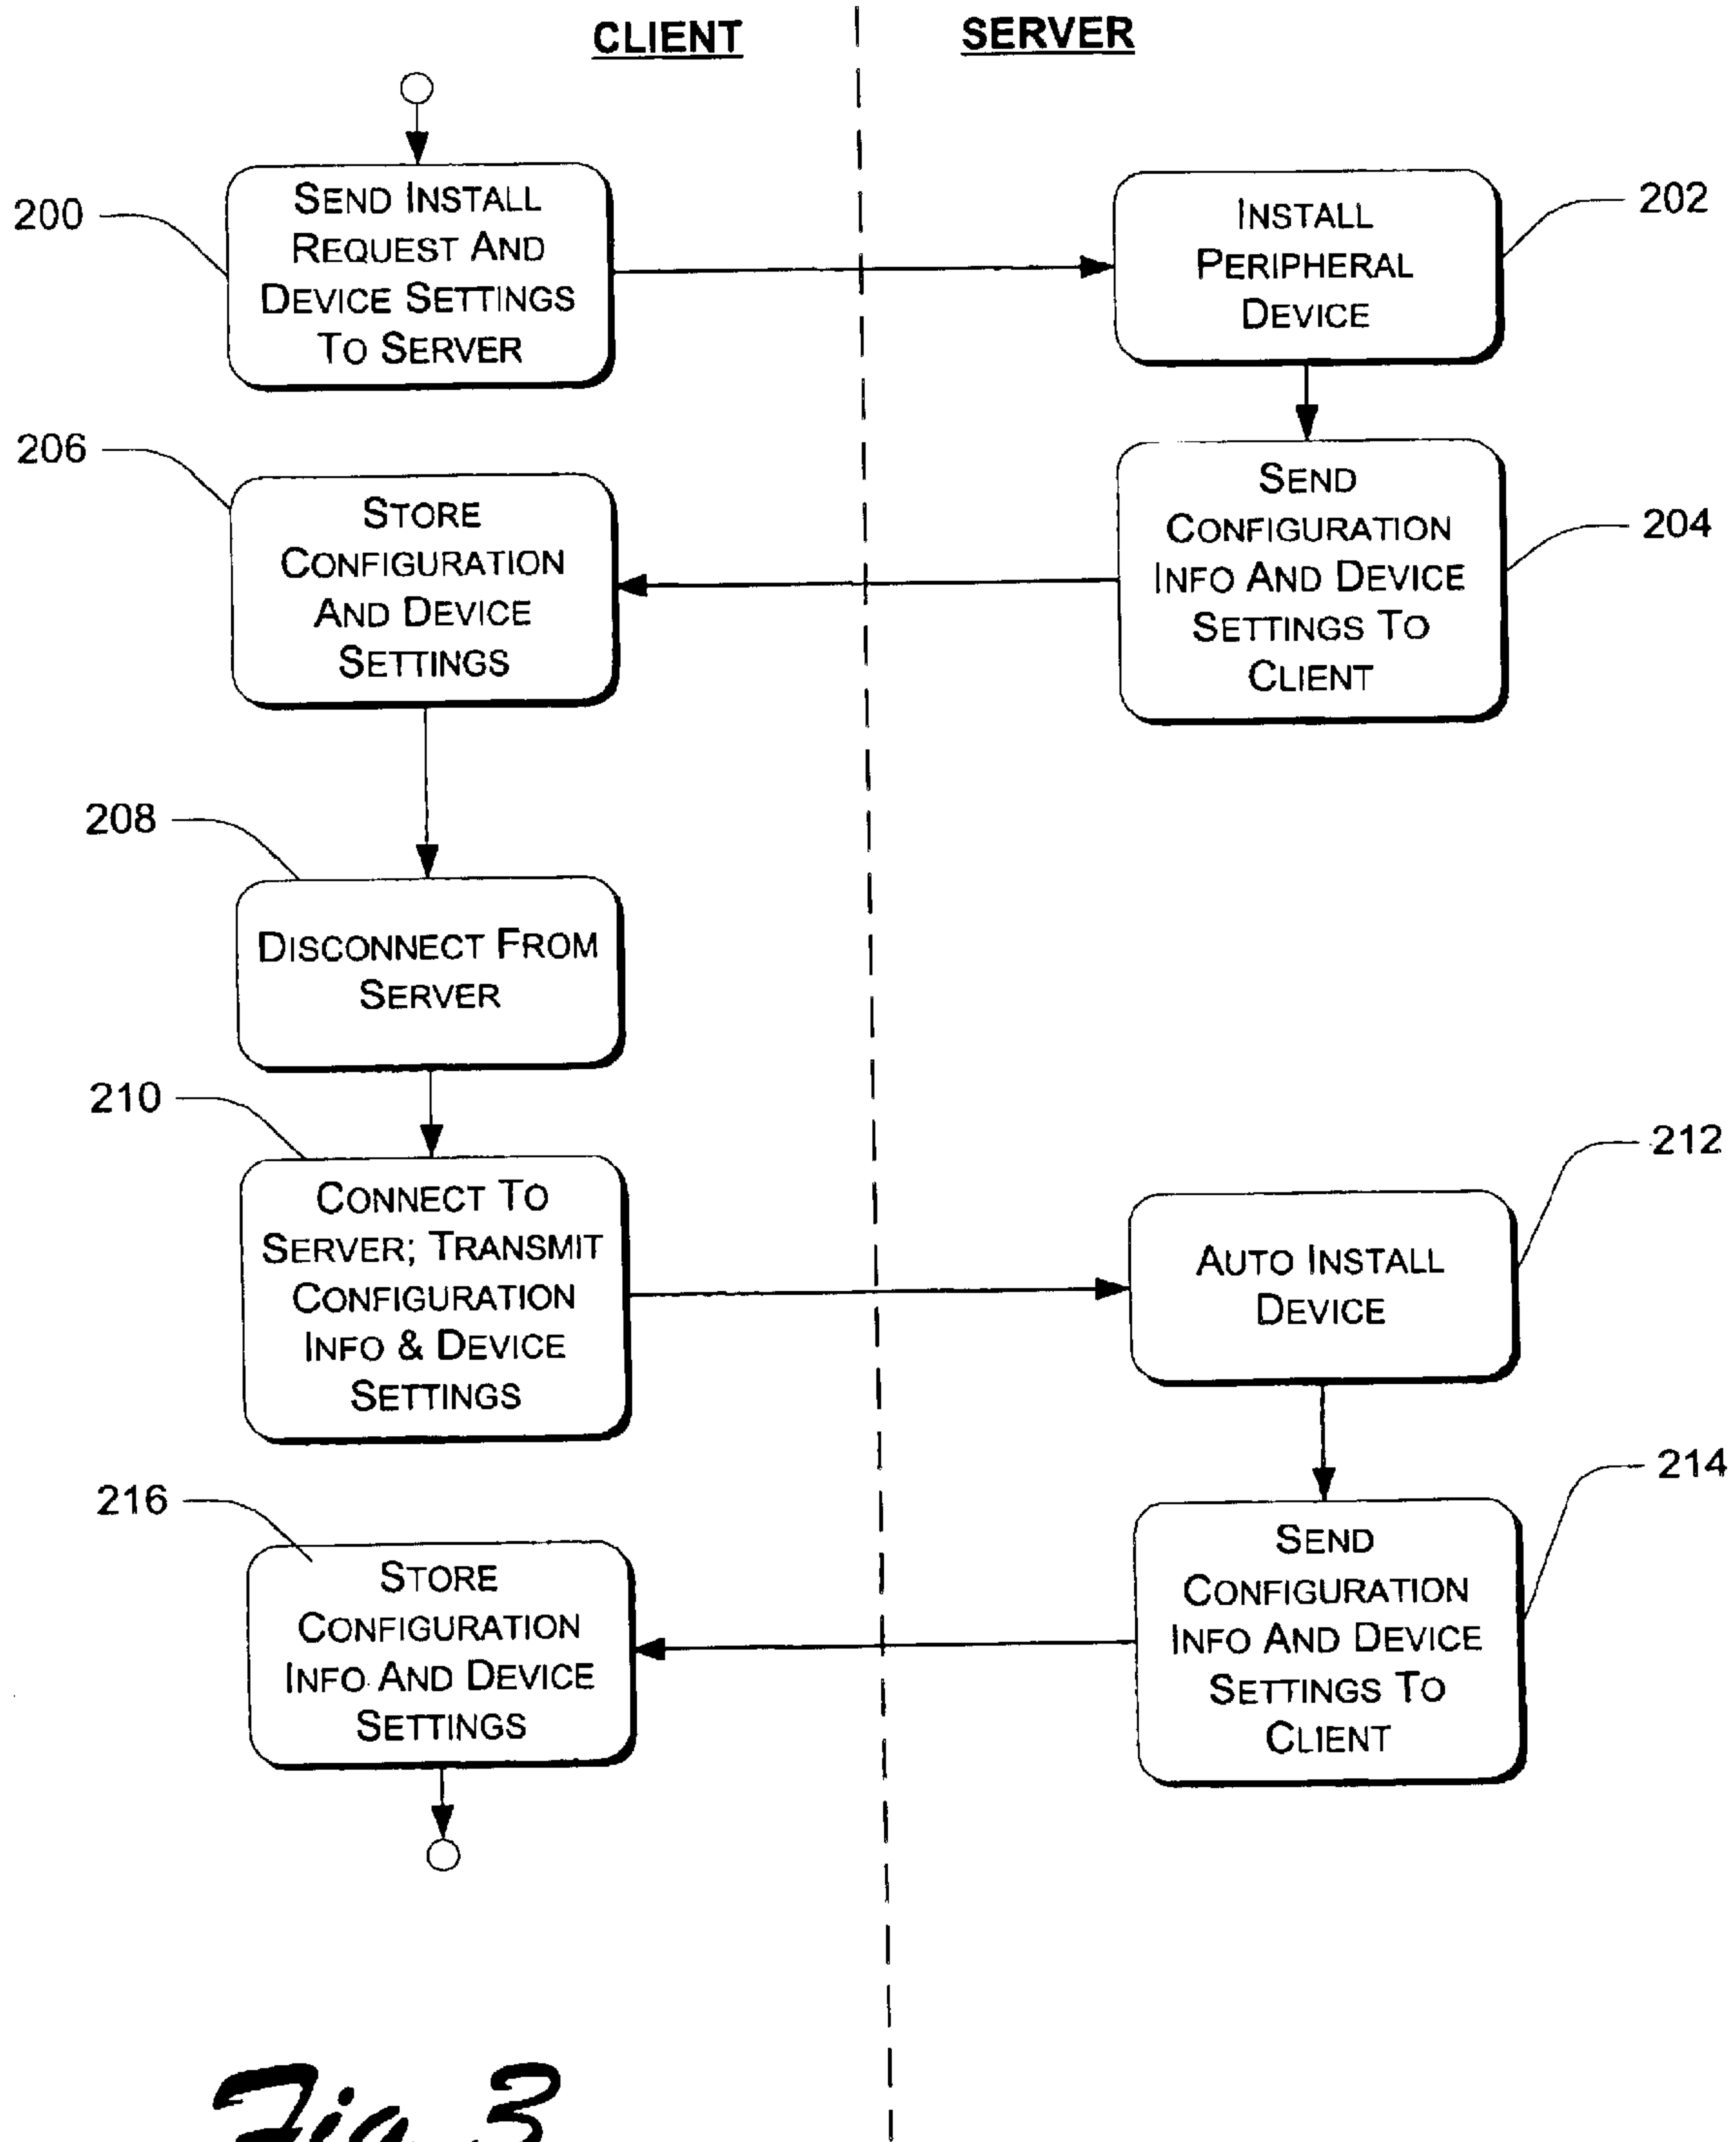 CLIENT
SERVER
200
SEND INSTALL
REQUEST AND
DEVICE SETTINGS
TO SERVER
INSTALL
PERIPHERAL
DEVICE
202
206
STORE
CONFIGURATION
AND DEVICE
SETTINGS
SEND
CONFIGURATION
INFO AND DEVICE
SETTINGS TO
CLIENT
204
208
DISCONNECT FROM
SERVER
210
CONNECT TO
SERVER; TRANSMIT
CONFIGURATION
INFO & DEVICE
SETTINGS
212
AUTO INSTALL
DEVICE
214
216
STORE
CONFIGURATION
INFO AND DEVICE
SETTINGS
SEND
CONFIGURATION
INFO AND DEVICE
SETTINGS TO
CLIENT
Fig. 3